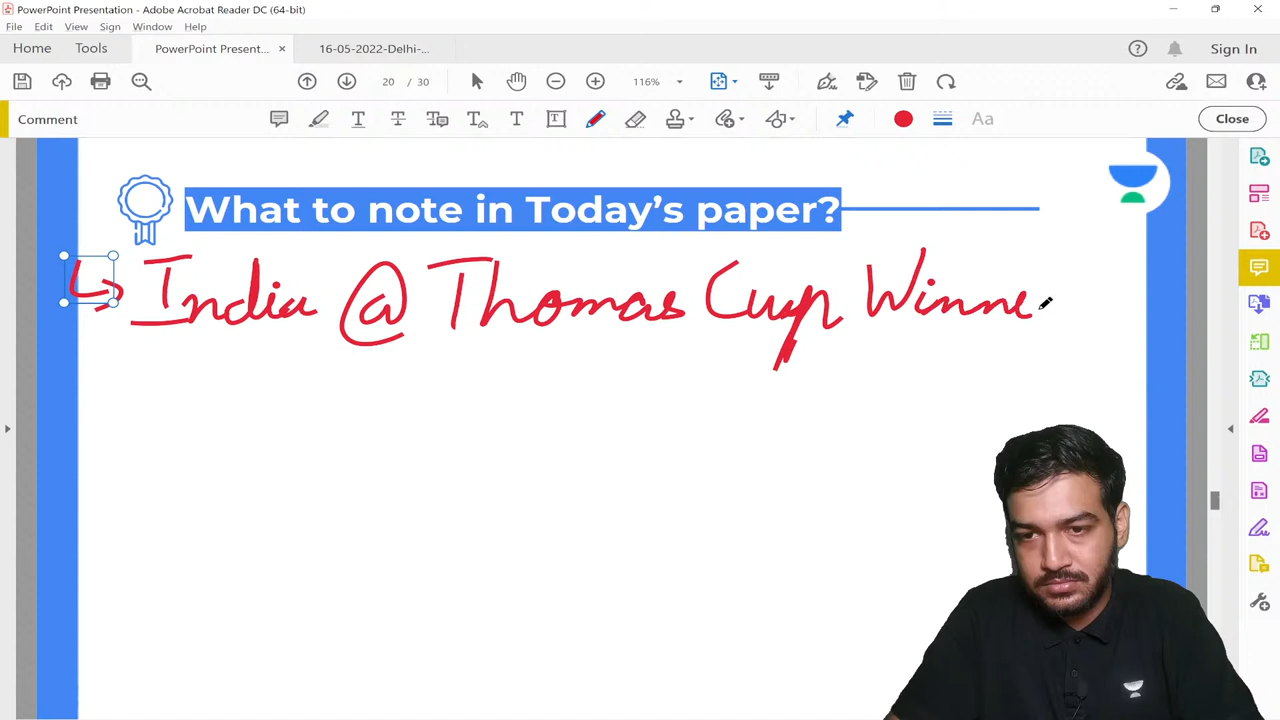 PowerPoint Presentation - Adobe Acrobat Reader DC (64-bit)
File Edit View Sign Window Help
Home Tools PowerPoint Present... × 16-05-2022-Delhi-... Sign In
20 / 30 116%
Comment Aa Close
What to note in Today's paper?
India @ Thomas Cup Winne